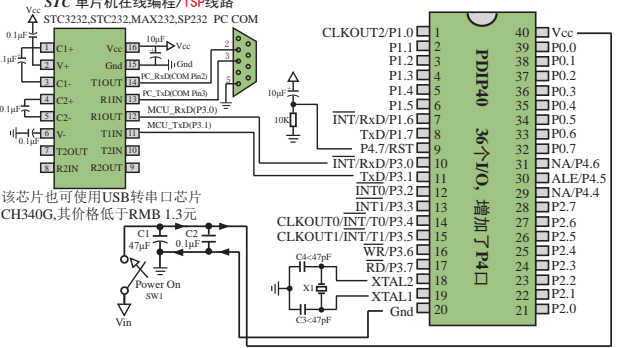 STC 单片机在线编程/ISP线路
STC3232,STC232,MAX232,SP232 PC COM
Vcc
0.1μF
0.1μF
0.1μF
0.1μF
1 C1+ Vcc 16
2 V+ Gnd 15
3 C1- T1OUT 14
4 C2+ R1IN 13
5 C2- R1OUT 12
6 V- T1IN 11
7 T2OUT T2IN 10
8 R2IN R2OUT 9
10μF
Vcc
Gnd
PC_RxD(COM Pin2)
PC_TxD(COM Pin3)
MCU_RxD(P3.0)
MCU_TxD(P3.1)
2
3
5
10μF
10K
该芯片也可使用USB转串口芯片
CH340G,其价格低于RMB 1.3元
C1
47μF
C2
0.1μF
Power On
SW1
Vin
C4<47pF
X1
C3<47pF
CLKOUT2/P1.0 1
P1.1 2
P1.2 3
P1.3 4
P1.4 5
P1.5 6
INT/RxD/P1.6 7
TxD/P1.7 8
P4.7/RST 9
INT/RxD/P3.0 10
TxD/P3.1 11
INT0/P3.2 12
INT1/P3.3 13
CLKOUT0/INT/T0/P3.4 14
CLKOUT1/INT/T1/P3.5 15
WR/P3.6 16
RD/P3.7 17
XTAL2 18
XTAL1 19
Gnd 20
PDIP40 36个I/O, 增加了P4口
40 Vcc
39 P0.0
38 P0.1
37 P0.2
36 P0.3
35 P0.4
34 P0.5
33 P0.6
32 P0.7
31 NA/P4.6
30 ALE/P4.5
29 NA/P4.4
28 P2.7
27 P2.6
26 P2.5
25 P2.4
24 P2.3
23 P2.2
22 P2.1
21 P2.0